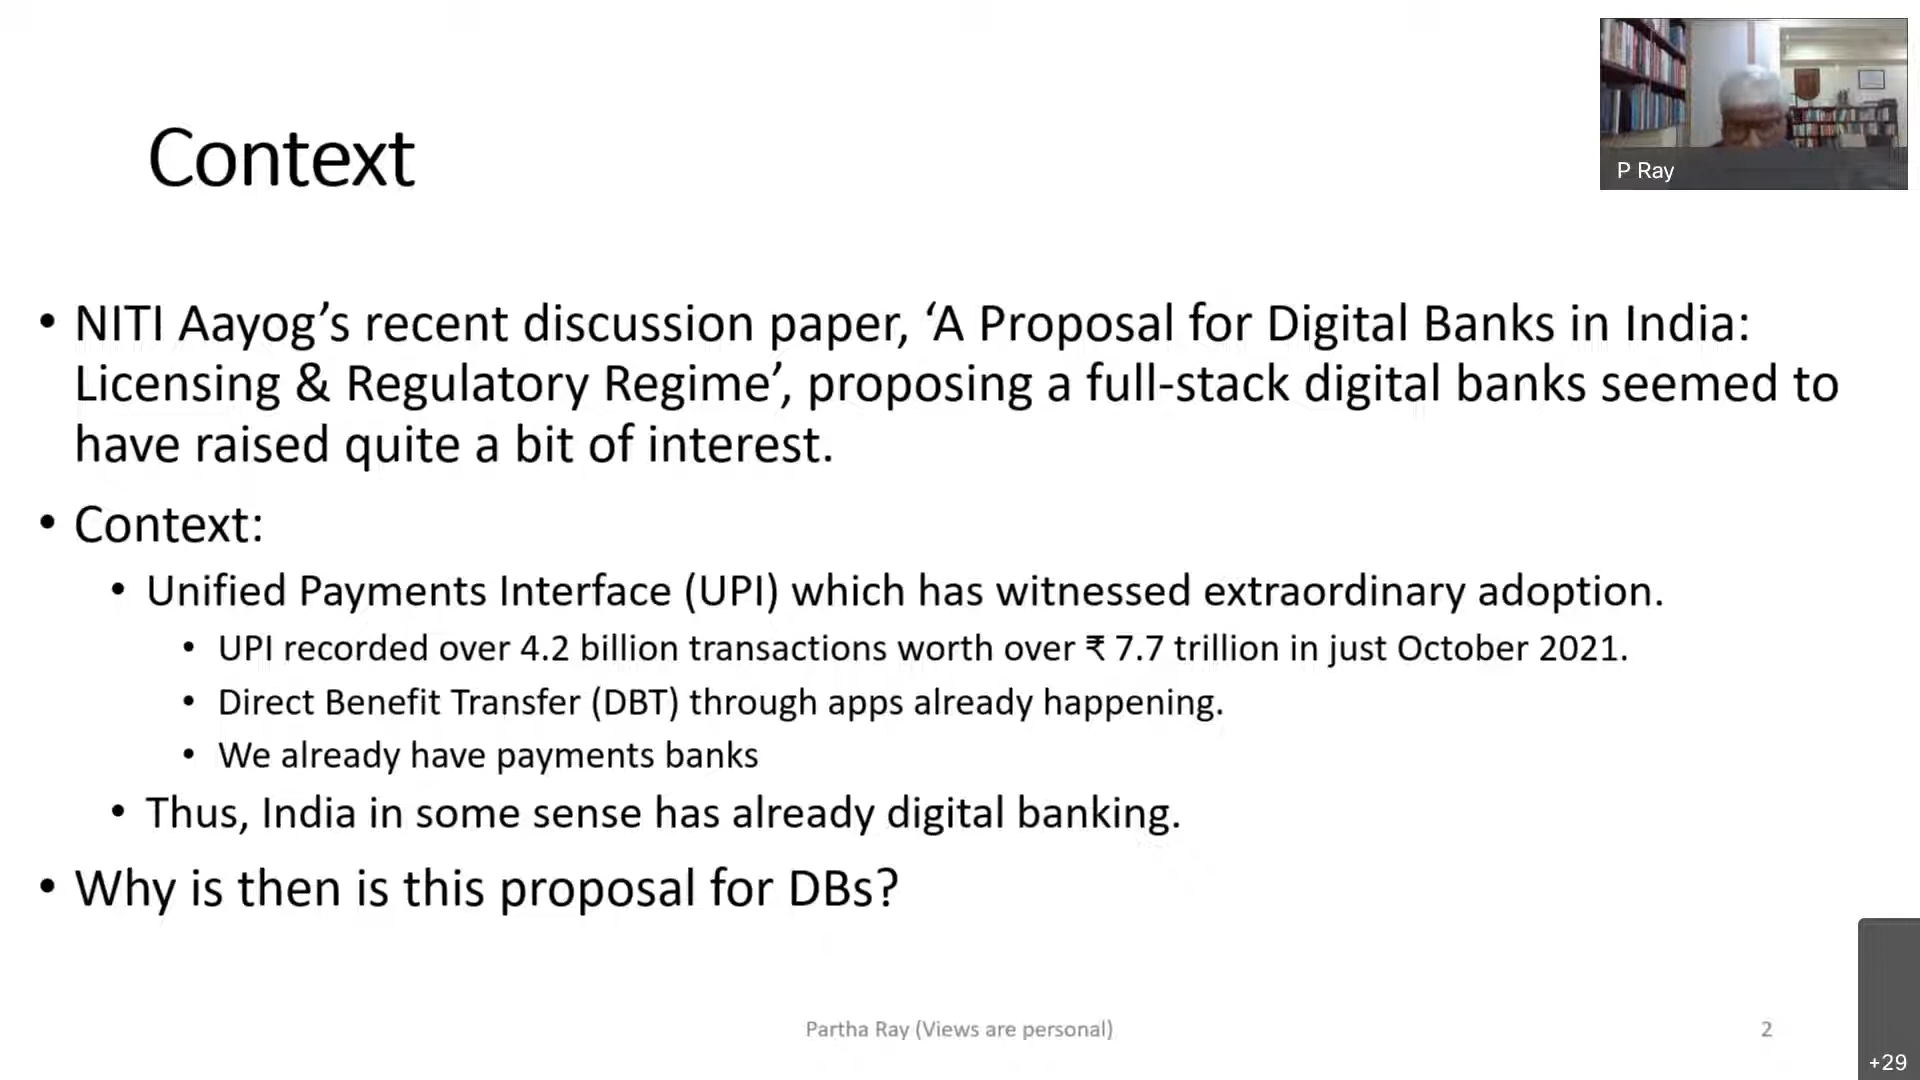 P Ray
Context
• NITI Aayog’s recent discussion paper, ‘A Proposal for Digital Banks in India:
Licensing & Regulatory Regime’, proposing a full-stack digital banks seemed to
have raised quite a bit of interest.
• Context:
• Unified Payments Interface (UPI) which has witnessed extraordinary adoption.
• UPI recorded over 4.2 billion transactions worth over ₹ 7.7 trillion in just October 2021.
• Direct Benefit Transfer (DBT) through apps already happening.
• We already have payments banks
• Thus, India in some sense has already digital banking.
• Why is then is this proposal for DBs?
Partha Ray (Views are personal)
2
+29